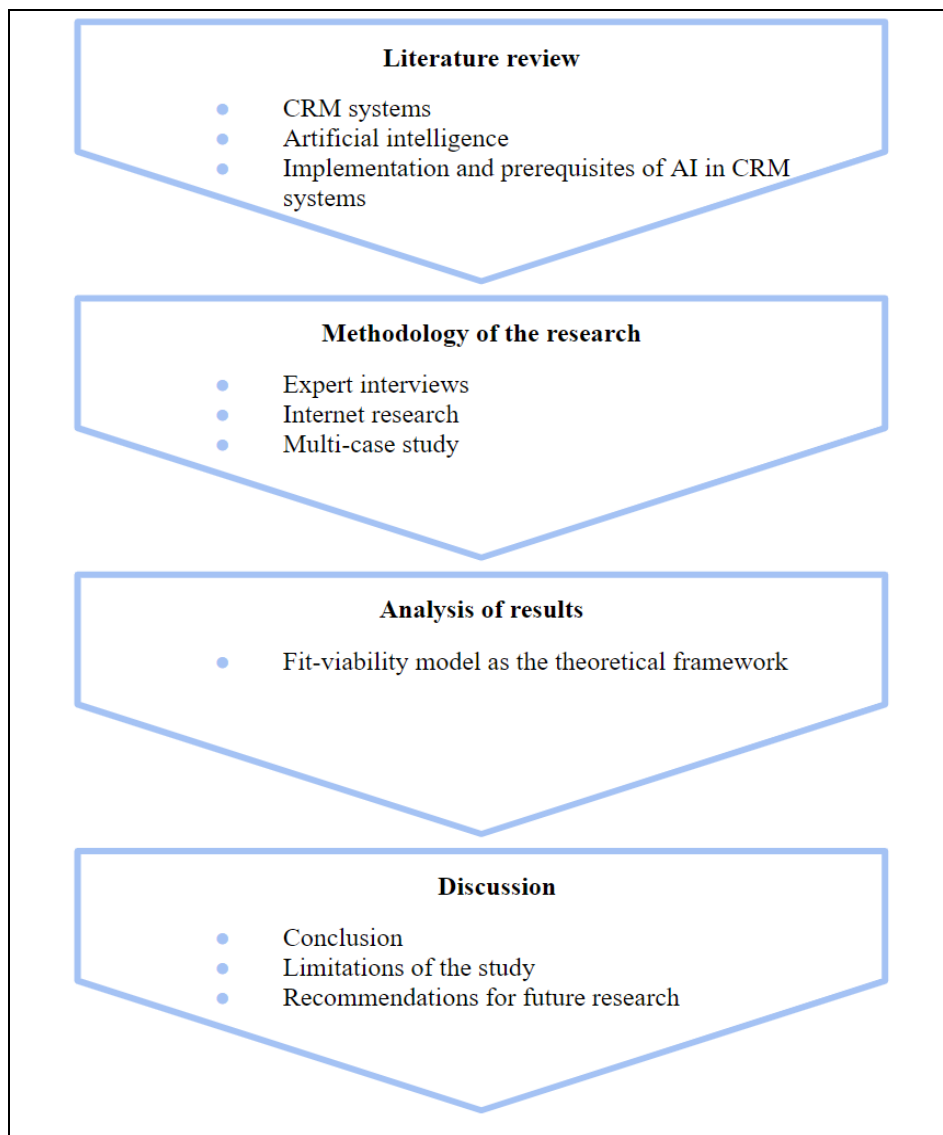 Literature review
CRM systems
Artificial intelligence
Implementation and prerequisites of AI in CRM
systems
Methodology of the research
Expert interviews
Internet research
Multi-case study
Analysis of results
Fit-viability model as the theoretical framework
Discussion
Conclusion
Limitations of the study
Recommendations for future research